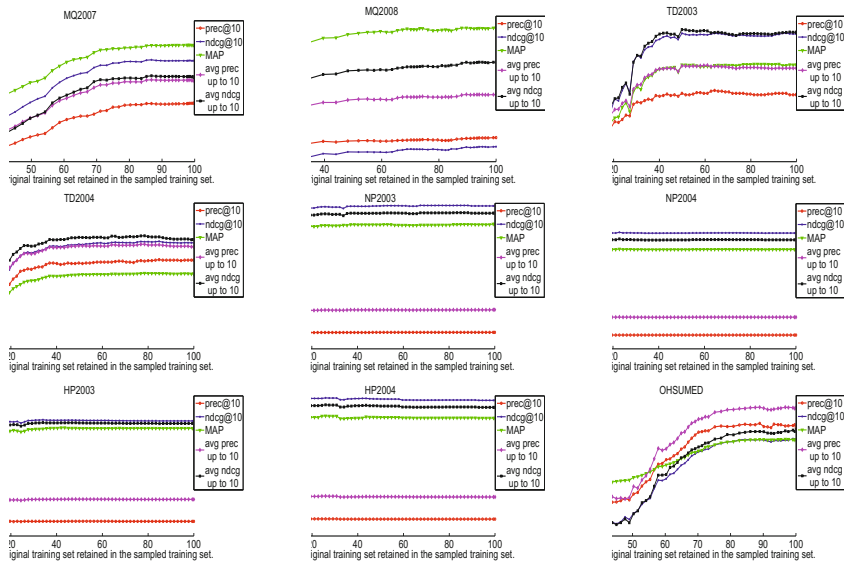 MQ2007
prec@10
ndcg@10
MAP
avg prec
up to 10
avg ndcg
up to 10
50 60 70 80 90 100
riginal training set retained in the sampled training set.
MQ2008
prec@10
ndcg@10
MAP
avg prec
up to 10
avg ndcg
up to 10
40 60 80 100
riginal training set retained in the sampled training set.
TD2003
prec@10
ndcg@10
MAP
avg prec
up to 10
avg ndcg
up to 10
20 40 60 80 100
riginal training set retained in the sampled training set.
TD2004
prec@10
ndcg@10
MAP
avg prec
up to 10
avg ndcg
up to 10
20 40 60 80 100
riginal training set retained in the sampled training set.
NP2003
prec@10
ndcg@10
MAP
avg prec
up to 10
avg ndcg
up to 10
20 40 60 80 100
riginal training set retained in the sampled training set.
NP2004
prec@10
ndcg@10
MAP
avg prec
up to 10
avg ndcg
up to 10
20 40 60 80 100
riginal training set retained in the sampled training set.
HP2003
prec@10
ndcg@10
MAP
avg prec
up to 10
avg ndcg
up to 10
20 40 60 80 100
riginal training set retained in the sampled training set.
HP2004
prec@10
ndcg@10
MAP
avg prec
up to 10
avg ndcg
up to 10
20 40 60 80 100
riginal training set retained in the sampled training set.
OHSUMED
prec@10
ndcg@10
MAP
avg prec
up to 10
avg ndcg
up to 10
50 60 70 80 90 100
riginal training set retained in the sampled training set.